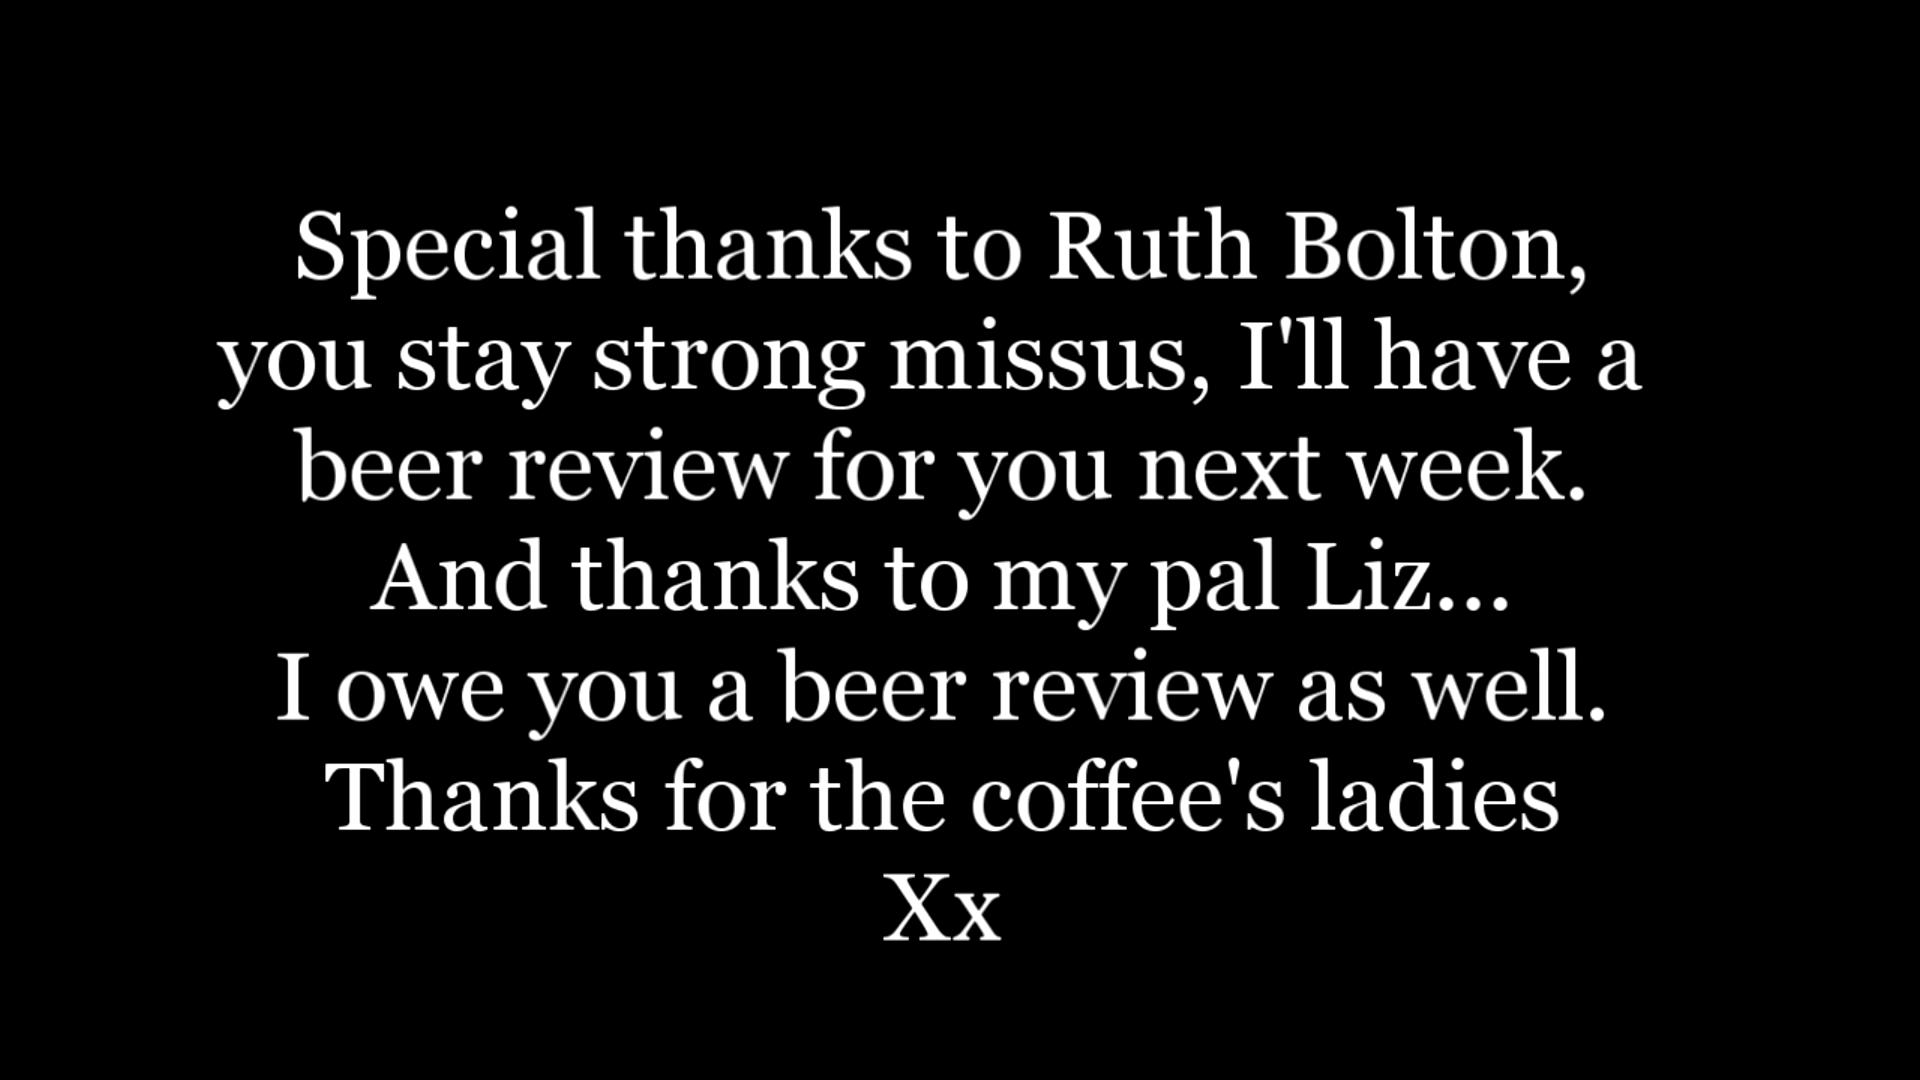 Special thanks to Ruth Bolton,
you stay strong missus, I'll have a
beer review for you next week.
And thanks to my pal Liz...
I owe you a beer review as well.
Thanks for the coffee's ladies
Xx